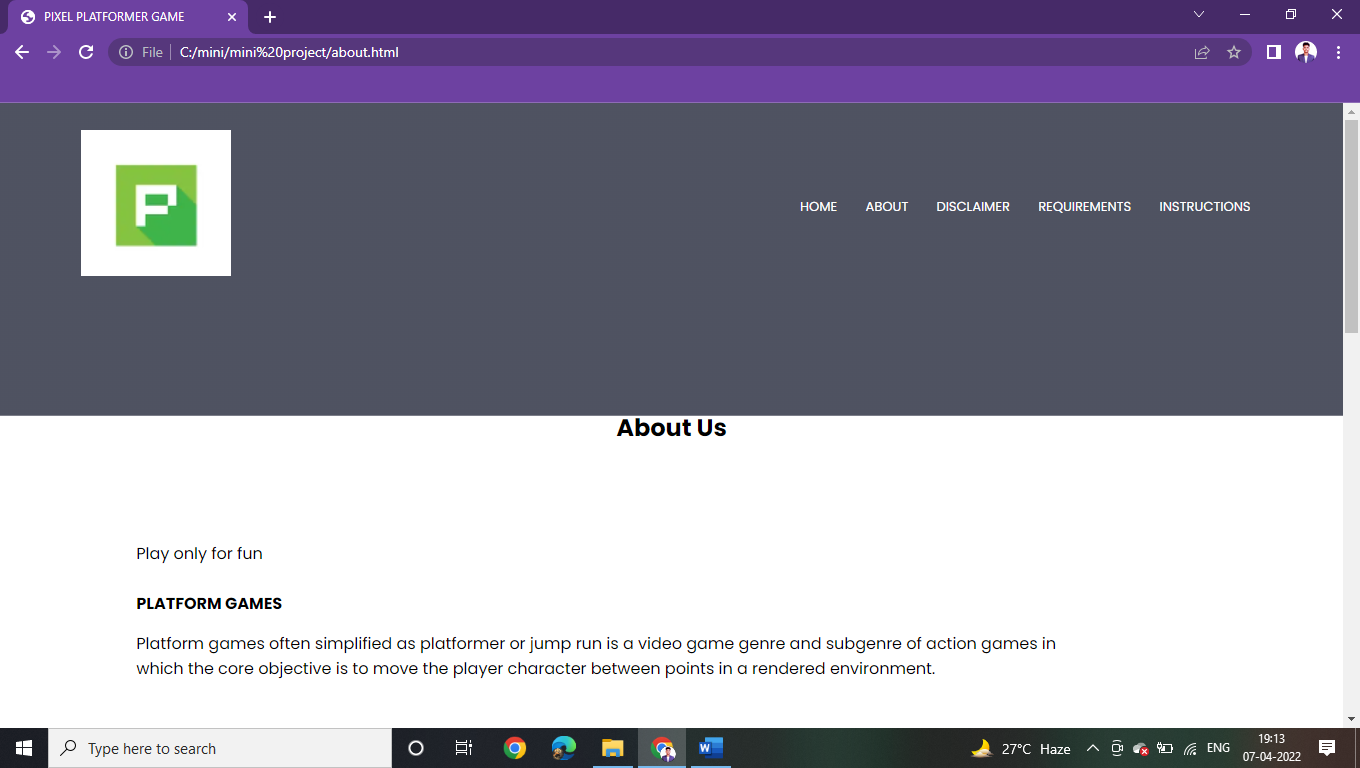 PIXEL PLATFORMER GAME
File
C:/mini/mini%20project/about.html
P
HOME ABOUT DISCLAIMER REQUIREMENTS INSTRUCTIONS
About Us
Play only for fun
PLATFORM GAMES
Platform games often simplified as platformer or jump run is a video game genre and subgenre of action games in
which the core objective is to move the player character between points in a rendered environment.
Type here to search
W
27°C Haze
ENG
19:13
07-04-2022